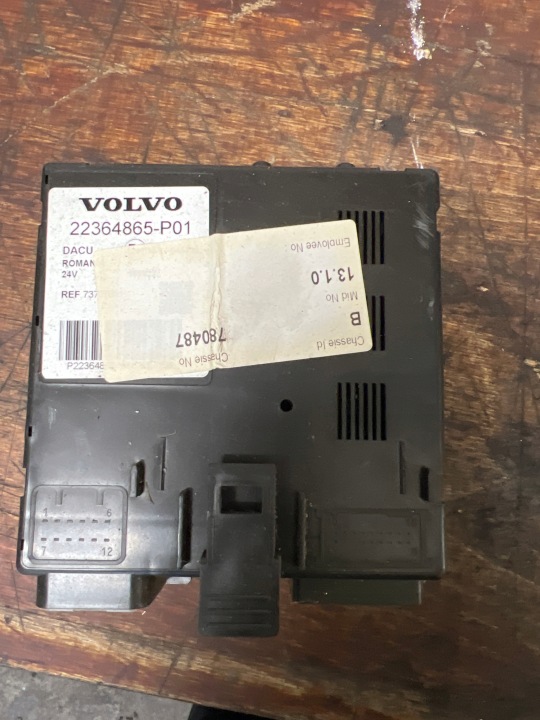 VOLVO
22364865-P01
DACU
ROMAN
24V
REF 737
P223648
Employee No :
13.1.0
Mid No
B
Chassie Id
780487
Chassie No
1 6
7 12